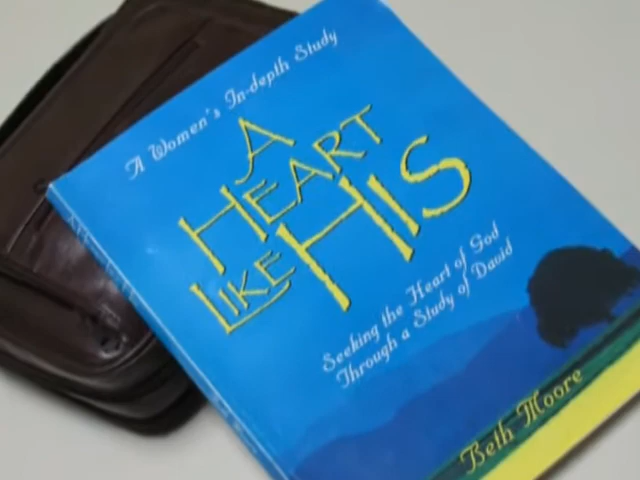 A Women's In-depth Study
A
HEART
LIKE
HIS
Seeking the Heart of God
Through a Study of David
Beth Moore